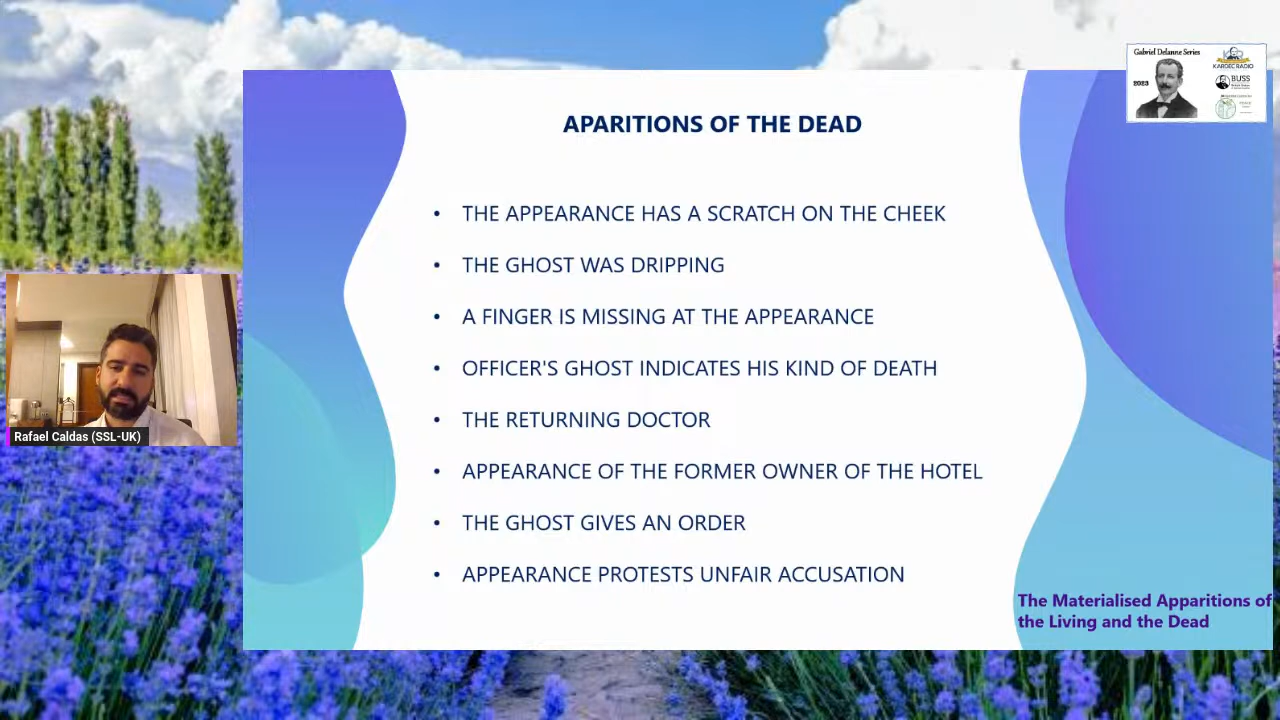 Gabriel Delanne Series
2023
KARDEC RADIO
BUSS
APARITIONS OF THE DEAD
• THE APPEARANCE HAS A SCRATCH ON THE CHEEK
• THE GHOST WAS DRIPPING
• A FINGER IS MISSING AT THE APPEARANCE
• OFFICER'S GHOST INDICATES HIS KIND OF DEATH
• THE RETURNING DOCTOR
• APPEARANCE OF THE FORMER OWNER OF THE HOTEL
• THE GHOST GIVES AN ORDER
• APPEARANCE PROTESTS UNFAIR ACCUSATION
Rafael Caldas (SSL-UK)
The Materialised Apparitions of
the Living and the Dead